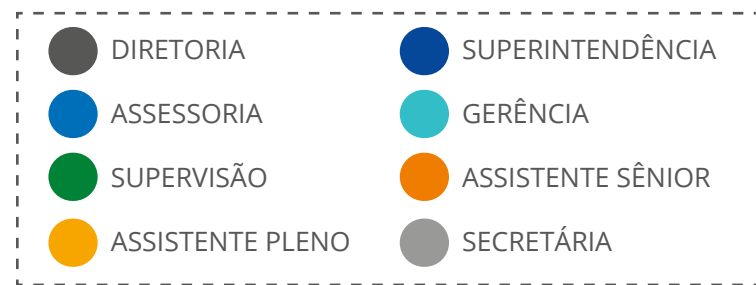 DIRETORIA
SUPERINTENDÊNCIA
ASSESSORIA
GERÊNCIA
SUPERVISÃO
ASSISTENTE SÊNIOR
ASSISTENTE PLENO
SECRETÁRIA